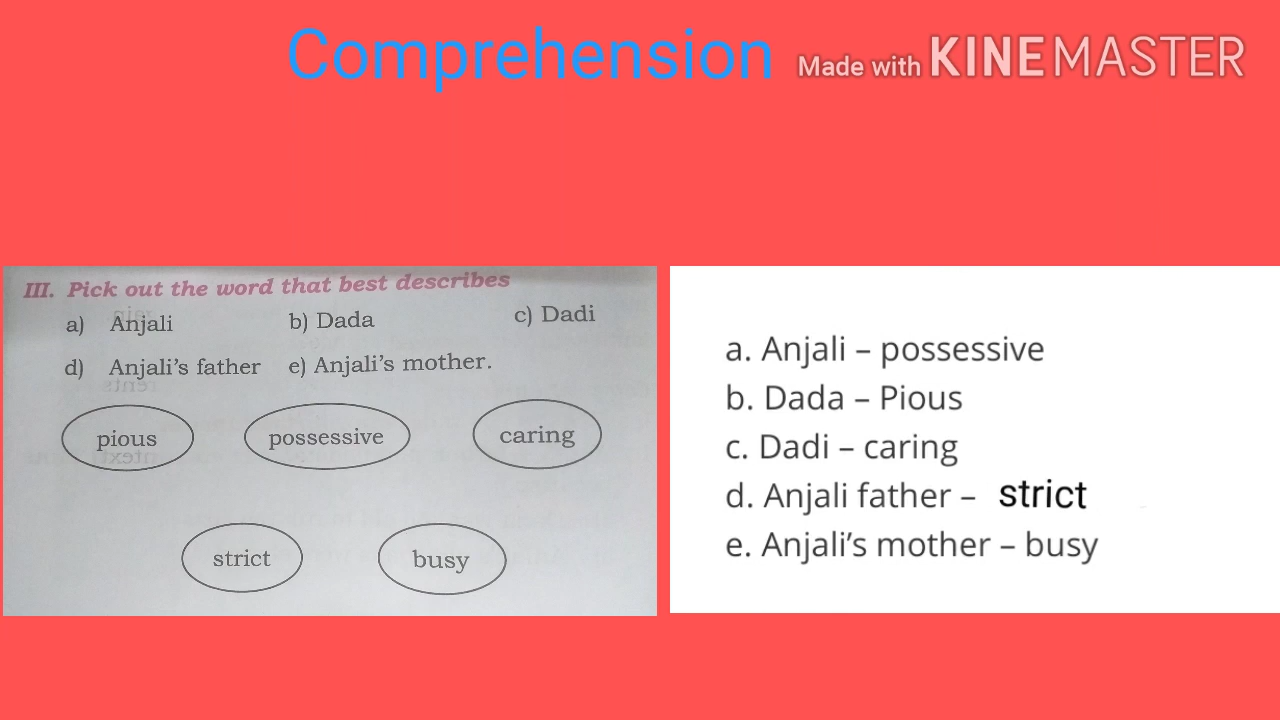 Comprehension
Made with KINEMASTER
III. Pick out the word that best describes
a) Anjali b) Dada c) Dadi
d) Anjali's father e) Anjali's mother.
pious possessive caring
strict busy
a. Anjali – possessive
b. Dada – Pious
c. Dadi – caring
d. Anjali father – strict
e. Anjali's mother – busy